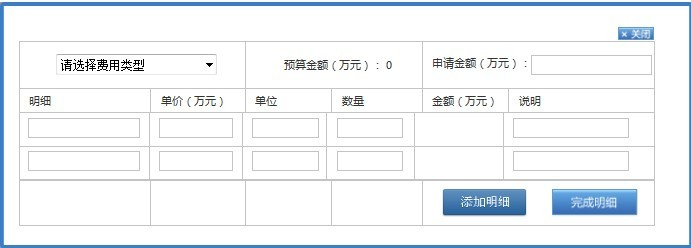 × 关闭
请选择费用类型 预算金额（万元）： 0 申请金额（万元）：
明细 单价（万元） 单位 数量 金额（万元） 说明
添加明细 完成明细